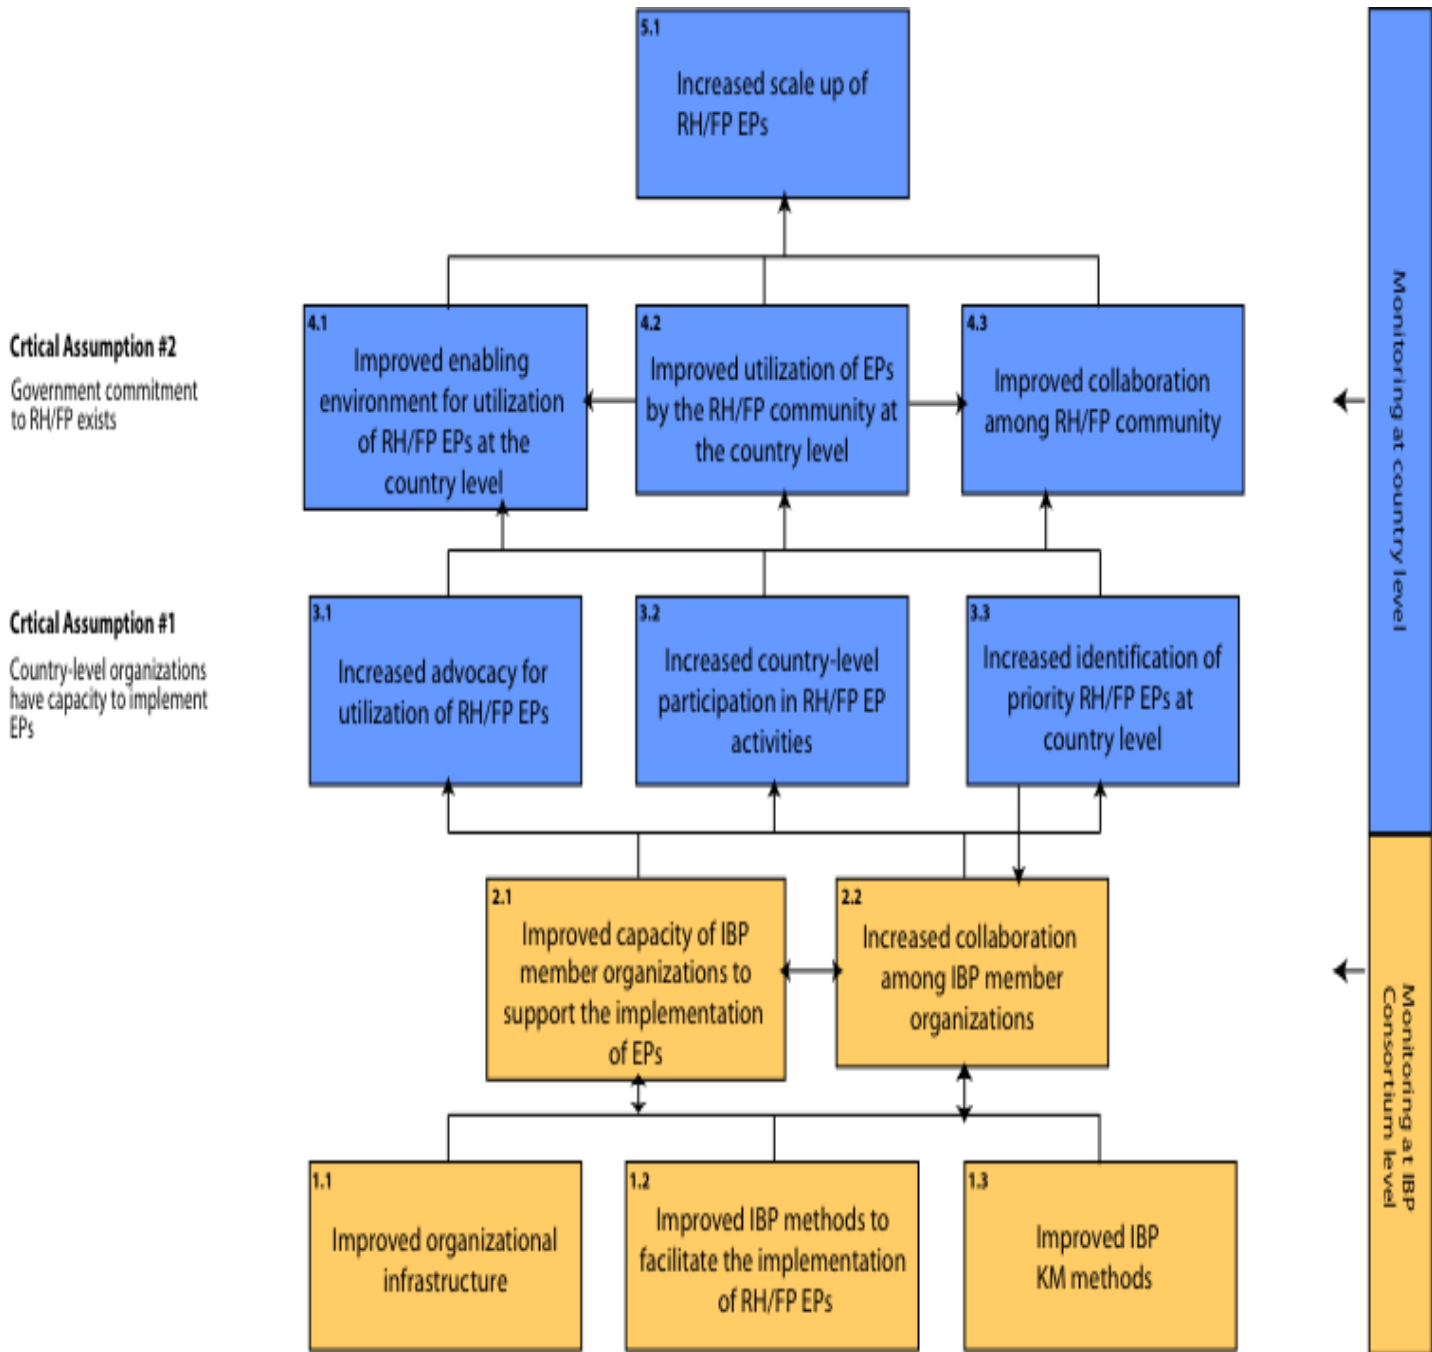 5.1
Increased scale up of
RH/FP EPs
Crtical Assumption #2
Government commitment
to RH/FP exists
4.1
Improved enabling
environment for utilization
of RH/FP EPs at the
country level
4.2
Improved utilization of EPs
by the RH/FP community at
the country level
4.3
Improved collaboration
among RH/FP community
Monitoring at country level
Crtical Assumption #1
Country-level organizations
have capacity to implement
EPs
3.1
Increased advocacy for
utilization of RH/FP EPs
3.2
Increased country-level
participation in RH/FP EP
activities
3.3
Increased identification of
priority RH/FP EPs at
country level
2.1
Improved capacity of IBP
member organizations to
support the implementation
of EPs
2.2
Increased collaboration
among IBP member
organizations
Monitoring at IBP
Consortium level
1.1
Improved organizational
infrastructure
1.2
Improved IBP methods to
facilitate the implementation
of RH/FP EPs
1.3
Improved IBP
KM methods